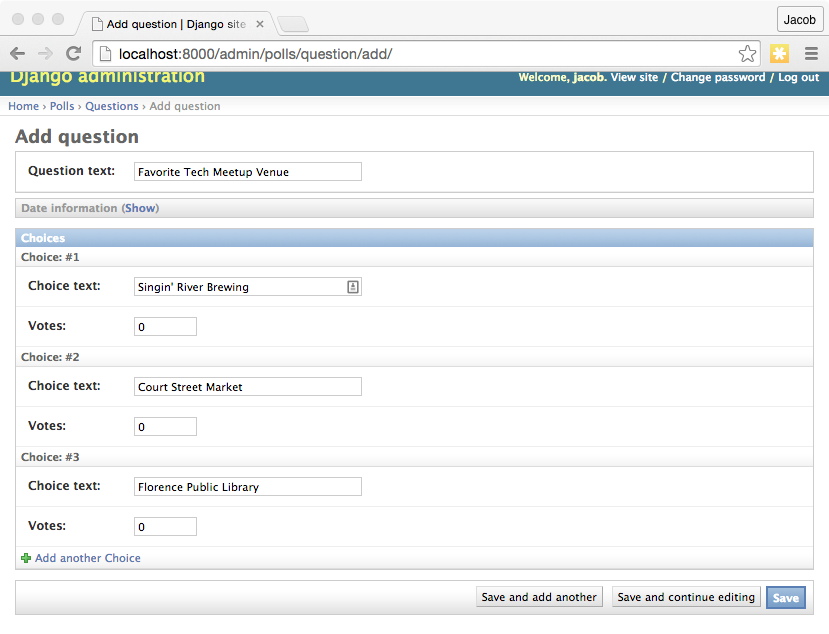 Add question | Django site
Jacob
localhost:8000/admin/polls/question/add/
Django administration
Welcome, jacob. View site / Change password / Log out
Home › Polls › Questions › Add question
Add question
Question text: Favorite Tech Meetup Venue
Date information (Show)
Choices
Choice: #1
Choice text: Singin' River Brewing
Votes: 0
Choice: #2
Choice text: Court Street Market
Votes: 0
Choice: #3
Choice text: Florence Public Library
Votes: 0
Add another Choice
Save and add another Save and continue editing Save